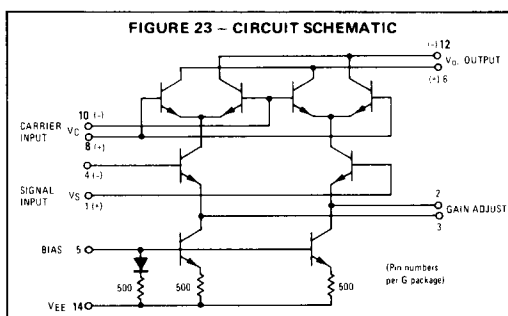 FIGURE 23 – CIRCUIT SCHEMATIC
(–) 12
Vo, OUTPUT
(+) 6
10 (–)
CARRIER INPUT
VC
8 (+)
4 (–)
SIGNAL INPUT
VS
1 (+)
2
GAIN ADJUST
3
BIAS 5
(Pin numbers per G package)
500
500
500
VEE 14